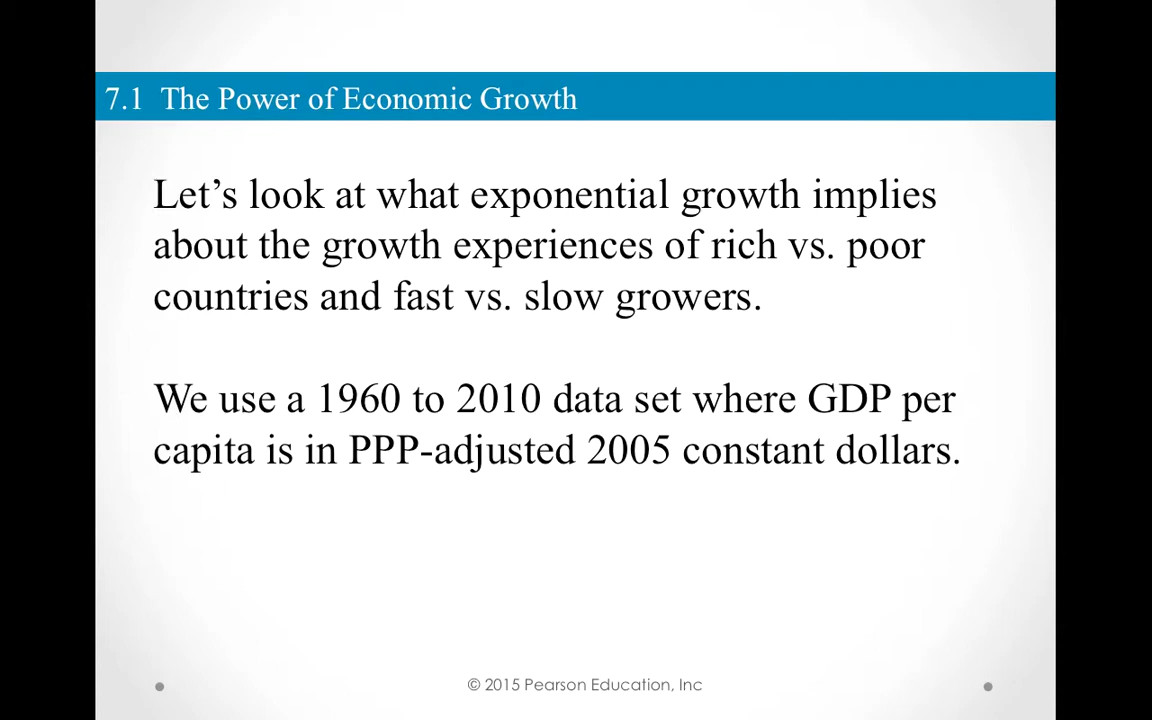 7.1 The Power of Economic Growth
Let’s look at what exponential growth implies
about the growth experiences of rich vs. poor
countries and fast vs. slow growers.
We use a 1960 to 2010 data set where GDP per
capita is in PPP-adjusted 2005 constant dollars.
© 2015 Pearson Education, Inc